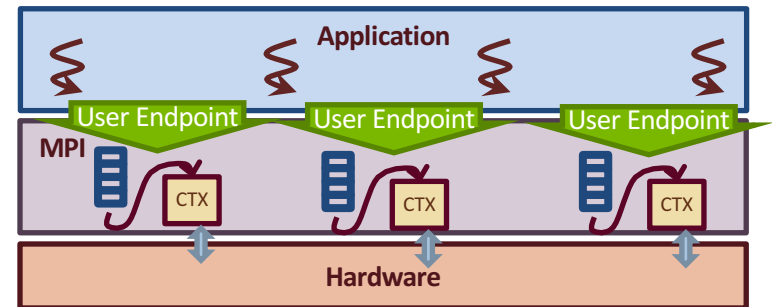 Application
User Endpoint User Endpoint User Endpoint
MPI
CTX CTX CTX
Hardware